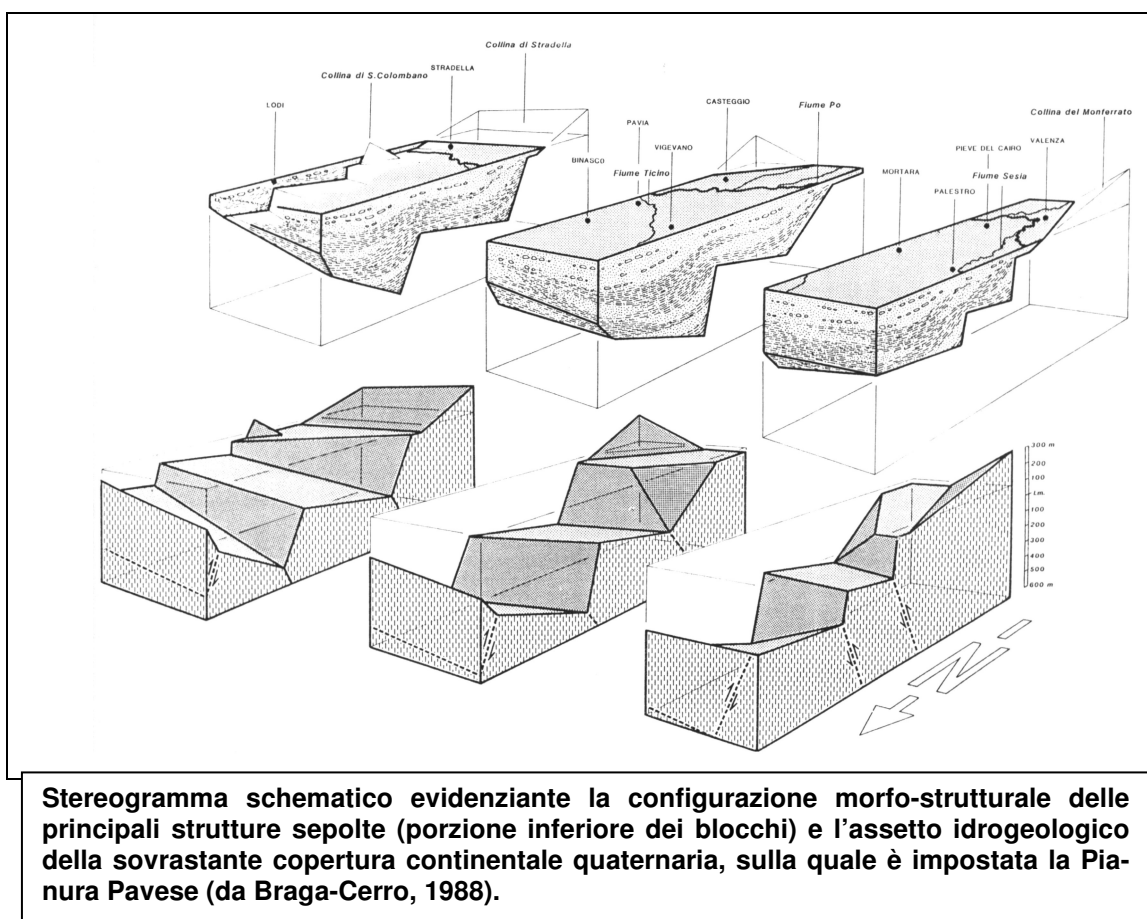 Collina di Stradella
STRADELLA
Collina di S.Colombano
LODI
CASTEGGIO
Fiume Po
PAVIA
VIGEVANO
BINASCO
Fiume Ticino
Collina del Monferrato
VALENZA
PIEVE DEL CAIRO
Fiume Sesia
MORTARA
PALESTRO
300 m
200
100
l.m.
100
200
300
400
500
600 m
N
Stereogramma schematico evidenziante la configurazione morfo-strutturale delle
principali strutture sepolte (porzione inferiore dei blocchi) e l'assetto idrogeologico
della sovrastante copertura continentale quaternaria, sulla quale è impostata la Pia-
nura Pavese (da Braga-Cerro, 1988).